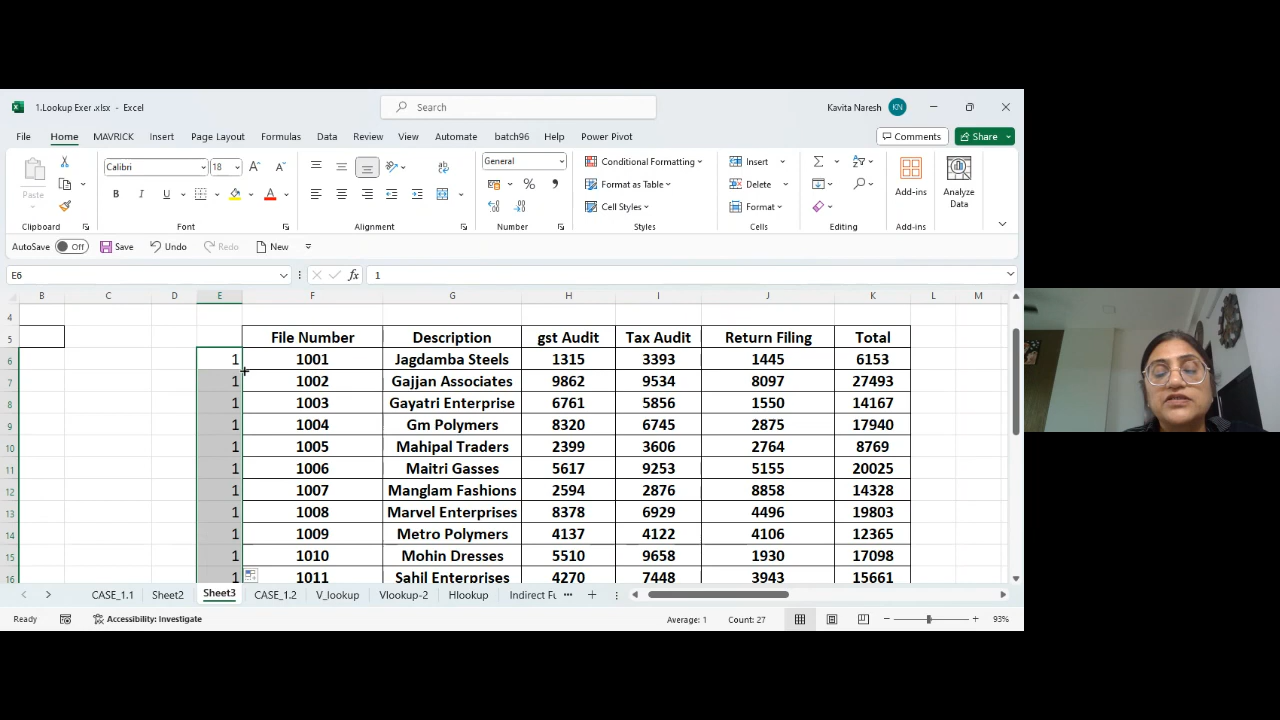 1.Lookup Exer .xlsx - Excel
Search
Kavita Naresh KN
File Home MAVRICK Insert Page Layout Formulas Data Review View Automate batch96 Help Power Pivot Comments Share
Paste
Calibri 18
B I U A
General
% ,
Conditional Formatting
Format as Table
Cell Styles
Insert
Delete
Format
Add-ins
Analyze Data
Clipboard Font Alignment Number Styles Cells Editing Add-ins
AutoSave Off Save Undo Redo New
E6 fx 1
B C D E F G H I J K L M
4
5 File Number Description gst Audit Tax Audit Return Filing Total
6 1 1001 Jagdamba Steels 1315 3393 1445 6153
7 1 1002 Gajjan Associates 9862 9534 8097 27493
8 1 1003 Gayatri Enterprise 6761 5856 1550 14167
9 1 1004 Gm Polymers 8320 6745 2875 17940
10 1 1005 Mahipal Traders 2399 3606 2764 8769
11 1 1006 Maitri Gasses 5617 9253 5155 20025
12 1 1007 Manglam Fashions 2594 2876 8858 14328
13 1 1008 Marvel Enterprises 8378 6929 4496 19803
14 1 1009 Metro Polymers 4137 4122 4106 12365
15 1 1010 Mohin Dresses 5510 9658 1930 17098
16 1 1011 Sahil Enterprises 4270 7448 3943 15661
CASE_1.1 Sheet2 Sheet3 CASE_1.2 V_lookup Vlookup-2 Hlookup Indirect Fu ...
Ready Accessibility: Investigate Average: 1 Count: 27 93%